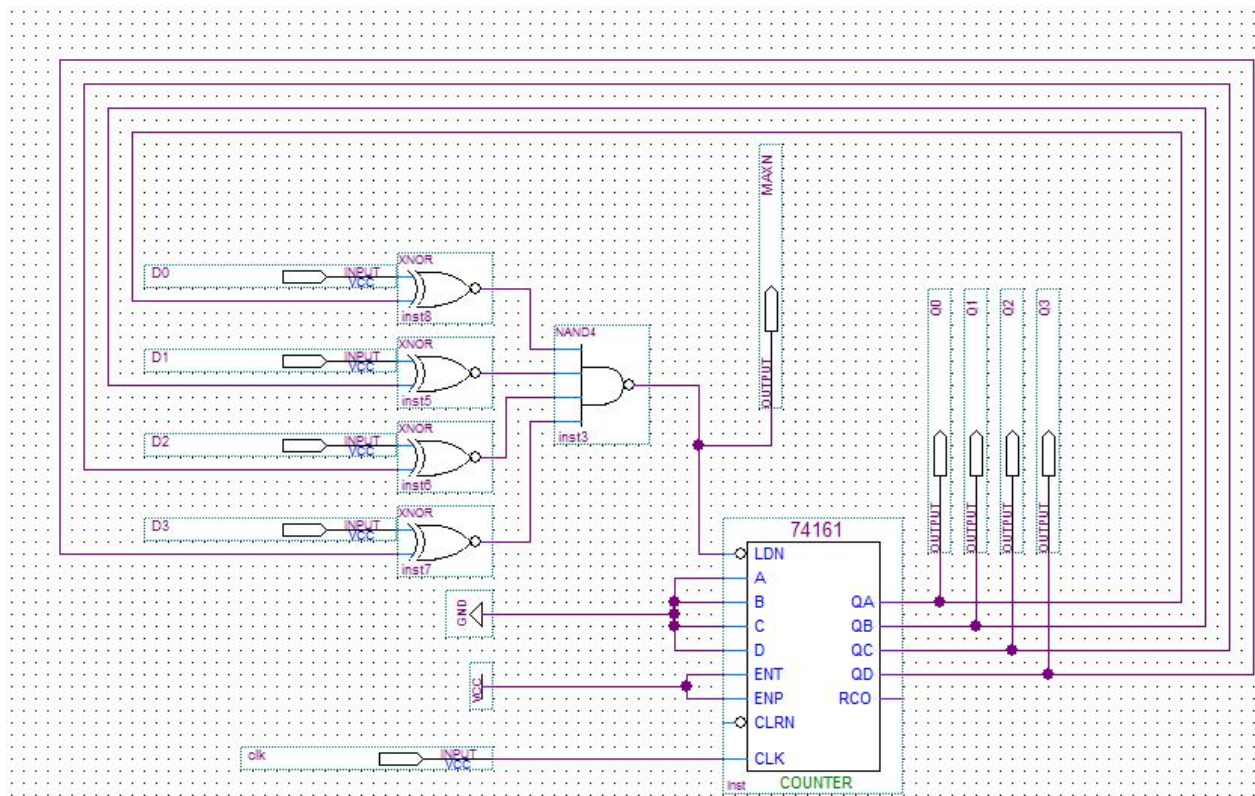 MAXN
OUTPUT
D0
INPUT
VCC
XNOR
inst8
D1
INPUT
VCC
XNOR
inst5
D2
INPUT
VCC
XNOR
inst6
D3
INPUT
VCC
XNOR
inst7
NAND4
inst3
Q0
OUTPUT
Q1
OUTPUT
Q2
OUTPUT
Q3
OUTPUT
GND
VCC
clk
INPUT
VCC
74161
LDN
A
B
C
D
ENT
ENP
CLRN
CLK
QA
QB
QC
QD
RCO
inst
COUNTER